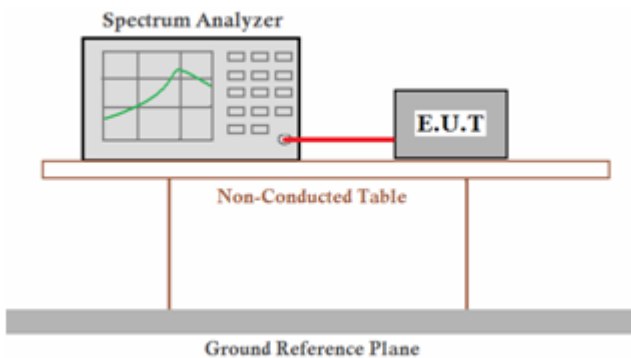 Spectrum Analyzer
E.U.T
Non-Conducted Table
Ground Reference Plane